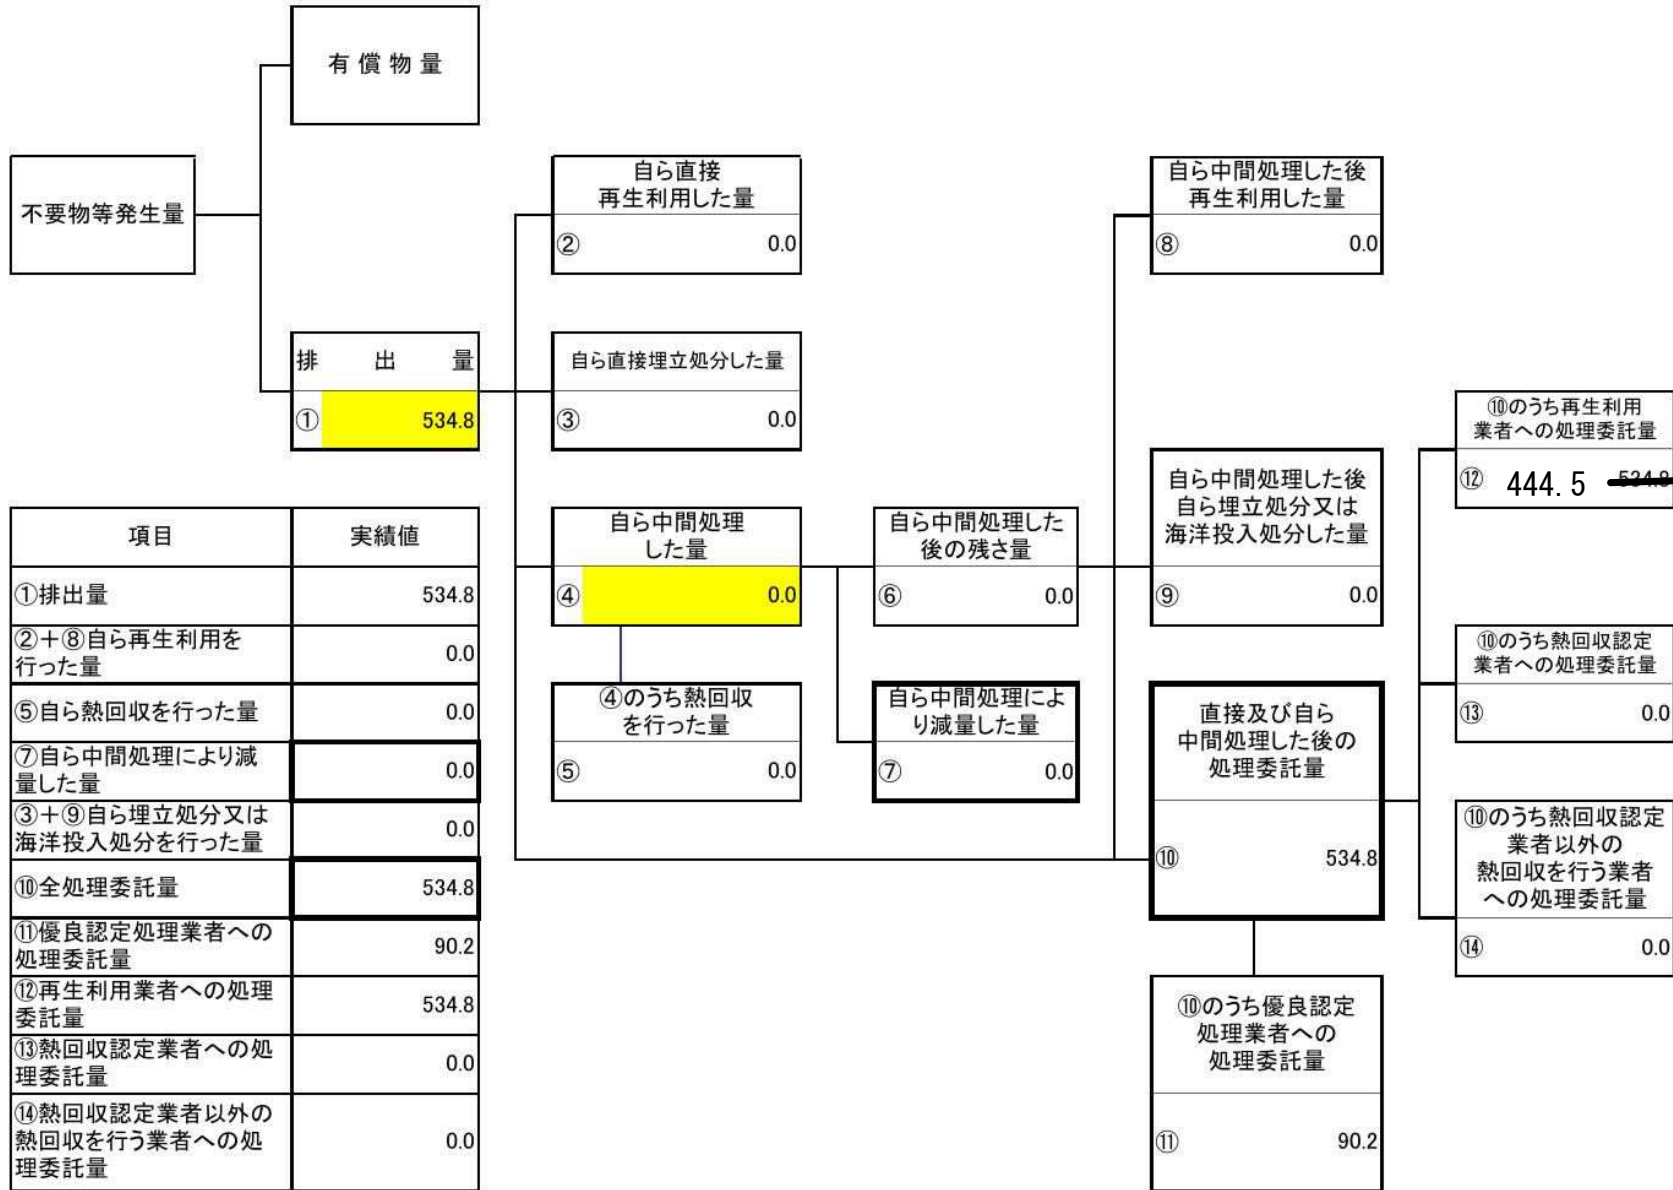 有償物量
不要物等発生量
排出量
① 534.8
自ら直接
再生利用した量
② 0.0
自ら直接埋立処分した量
③ 0.0
自ら中間処理
した量
④ 0.0
④のうち熱回収
を行った量
⑤ 0.0
自ら中間処理した
後の残さ量
⑥ 0.0
自ら中間処理によ
り減量した量
⑦ 0.0
自ら中間処理した後
再生利用した量
⑧ 0.0
自ら中間処理した後
自ら埋立処分又は
海洋投入処分した量
⑨ 0.0
直接及び自ら
中間処理した後の
処理委託量
⑩ 534.8
⑩のうち優良認定
処理業者への
処理委託量
⑪ 90.2
⑩のうち再生利用
業者への処理委託量
⑫ 444.5 534.8
⑩のうち熱回収認定
業者への処理委託量
⑬ 0.0
⑩のうち熱回収認定
業者以外の
熱回収を行う業者
への処理委託量
⑭ 0.0
項目 実績値
①排出量 534.8
②+⑧自ら再生利用を
行った量 0.0
⑤自ら熱回収を行った量 0.0
⑦自ら中間処理により減
量した量 0.0
③+⑨自ら埋立処分又は
海洋投入処分を行った量 0.0
⑩全処理委託量 534.8
⑪優良認定処理業者への
処理委託量 90.2
⑫再生利用業者への処理
委託量 534.8
⑬熱回収認定業者への処
理委託量 0.0
⑭熱回収認定業者以外の
熱回収を行う業者への処
理委託量 0.0